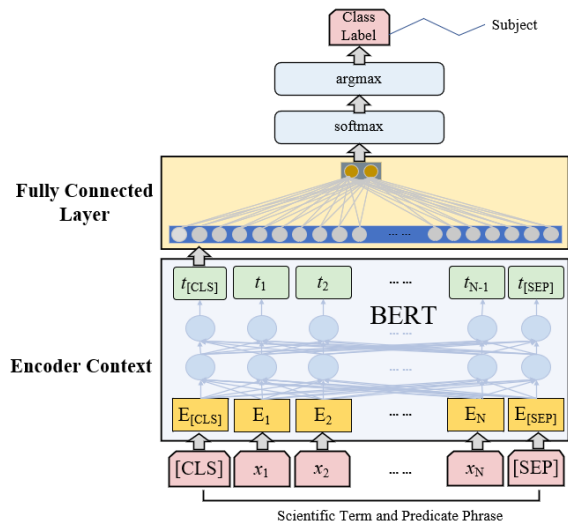 Class
Label
Subject
argmax
softmax
Fully Connected
Layer
... ...
t[CLS] t1 t2 ... ... tN-1 t[SEP]
BERT
... ...
Encoder Context
... ...
E[CLS] E1 E2 ... ... EN E[SEP]
[CLS] x1 x2 ... ... xN [SEP]
Scientific Term and Predicate Phrase